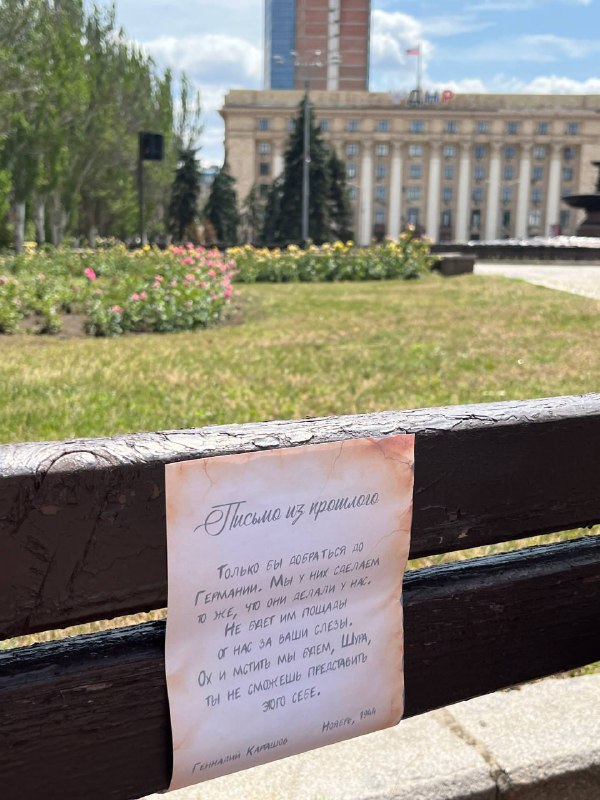 ДНР
Письмо из прошлого
Только бы добраться до
Германии. Мы у них сделаем
то же, что они делали у нас.
Не будет им пощады
от нас за ваши слезы.
Ох и мстить мы будем, Шура,
ты не сможешь представить
этого себе.
Ноябрь, 1944
Геннадий Карташов